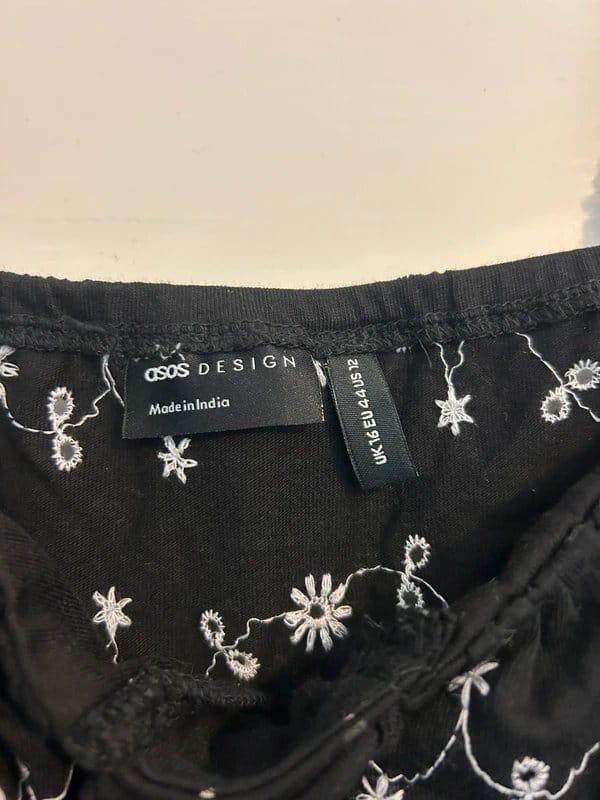 asos DESIGN
Made in India
UK 16 EU 44 US 12